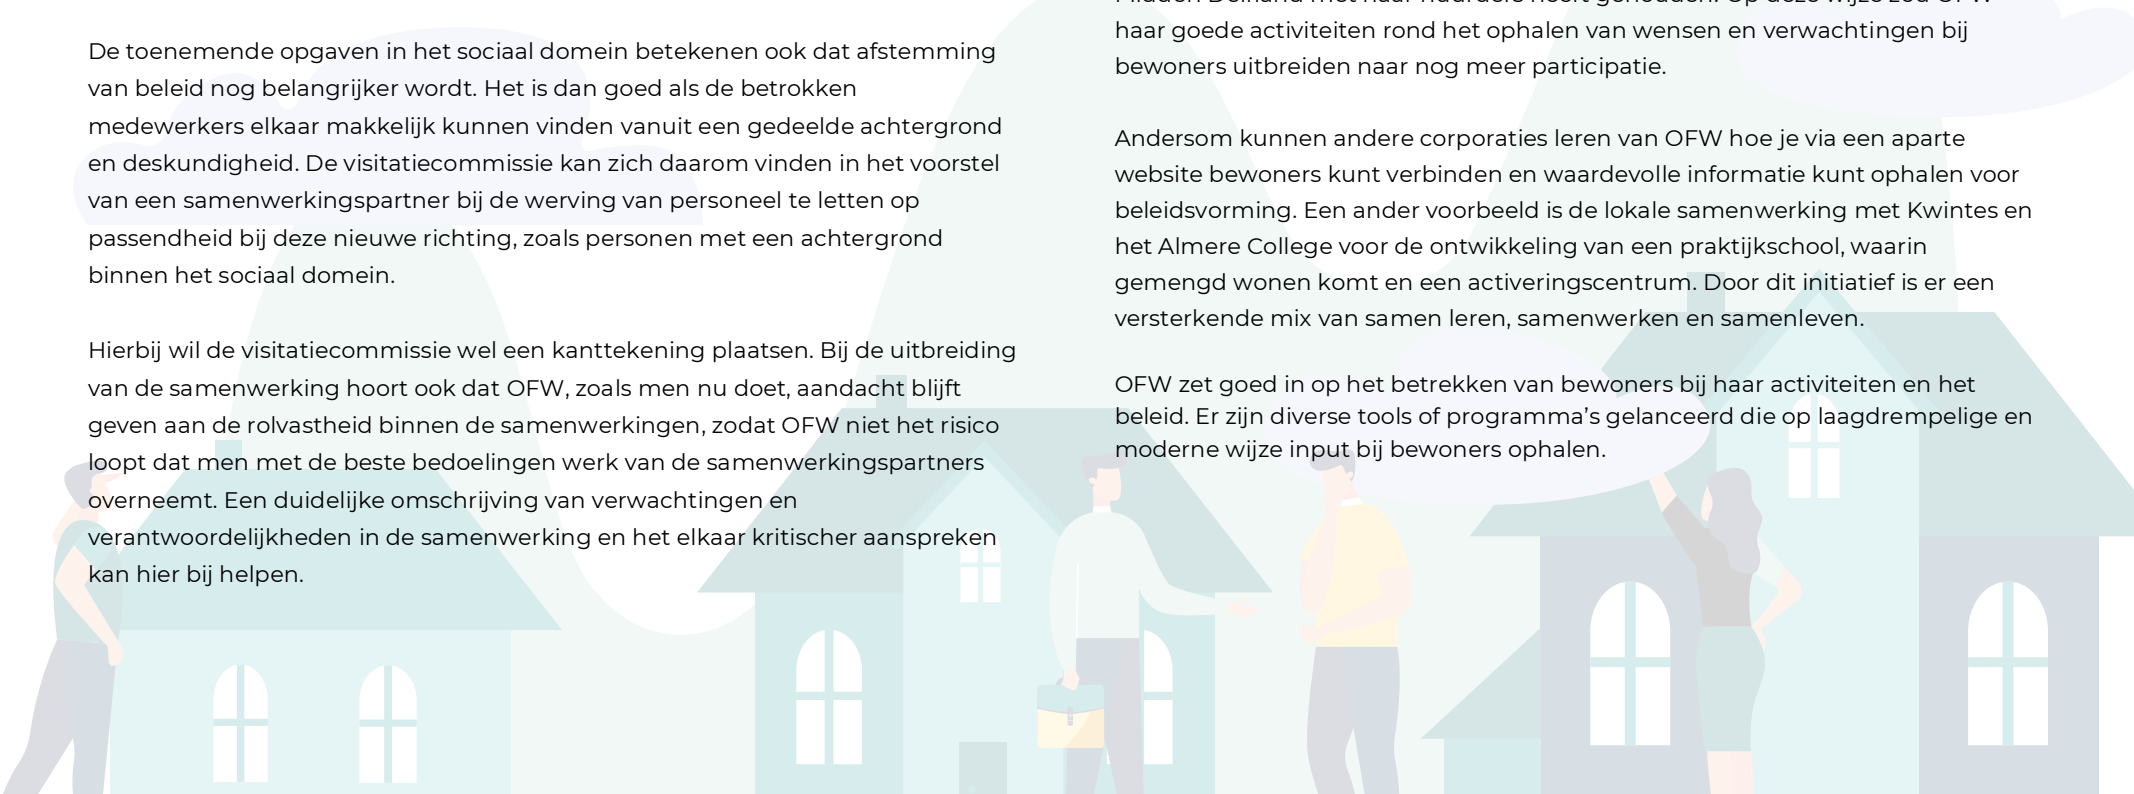 De toenemende opgaven in het sociaal domein betekenen ook dat afstemming
van beleid nog belangrijker wordt. Het is dan goed als de betrokken
medewerkers elkaar makkelijk kunnen vinden vanuit een gedeelde achtergrond
en deskundigheid. De visitatiecommissie kan zich daarom vinden in het voorstel
van een samenwerkingspartner bij de werving van personeel te letten op
passendheid bij deze nieuwe richting, zoals personen met een achtergrond
binnen het sociaal domein.
Hierbij wil de visitatiecommissie wel een kanttekening plaatsen. Bij de uitbreiding
van de samenwerking hoort ook dat OFW, zoals men nu doet, aandacht blijft
geven aan de rolvastheid binnen de samenwerkingen, zodat OFW niet het risico
loopt dat men met de beste bedoelingen werk van de samenwerkingspartners
overneemt. Een duidelijke omschrijving van verwachtingen en
verantwoordelijkheden in de samenwerking en het elkaar kritischer aanspreken
kan hier bij helpen.
haar goede activiteiten rond het ophalen van wensen en verwachtingen bij
bewoners uitbreiden naar nog meer participatie.
Andersom kunnen andere corporaties leren van OFW hoe je via een aparte
website bewoners kunt verbinden en waardevolle informatie kunt ophalen voor
beleidsvorming. Een ander voorbeeld is de lokale samenwerking met Kwintes en
het Almere College voor de ontwikkeling van een praktijkschool, waarin
gemengd wonen komt en een activeringscentrum. Door dit initiatief is er een
versterkende mix van samen leren, samenwerken en samenleven.
OFW zet goed in op het betrekken van bewoners bij haar activiteiten en het
beleid. Er zijn diverse tools of programma’s gelanceerd die op laagdrempelige en
moderne wijze input bij bewoners ophalen.